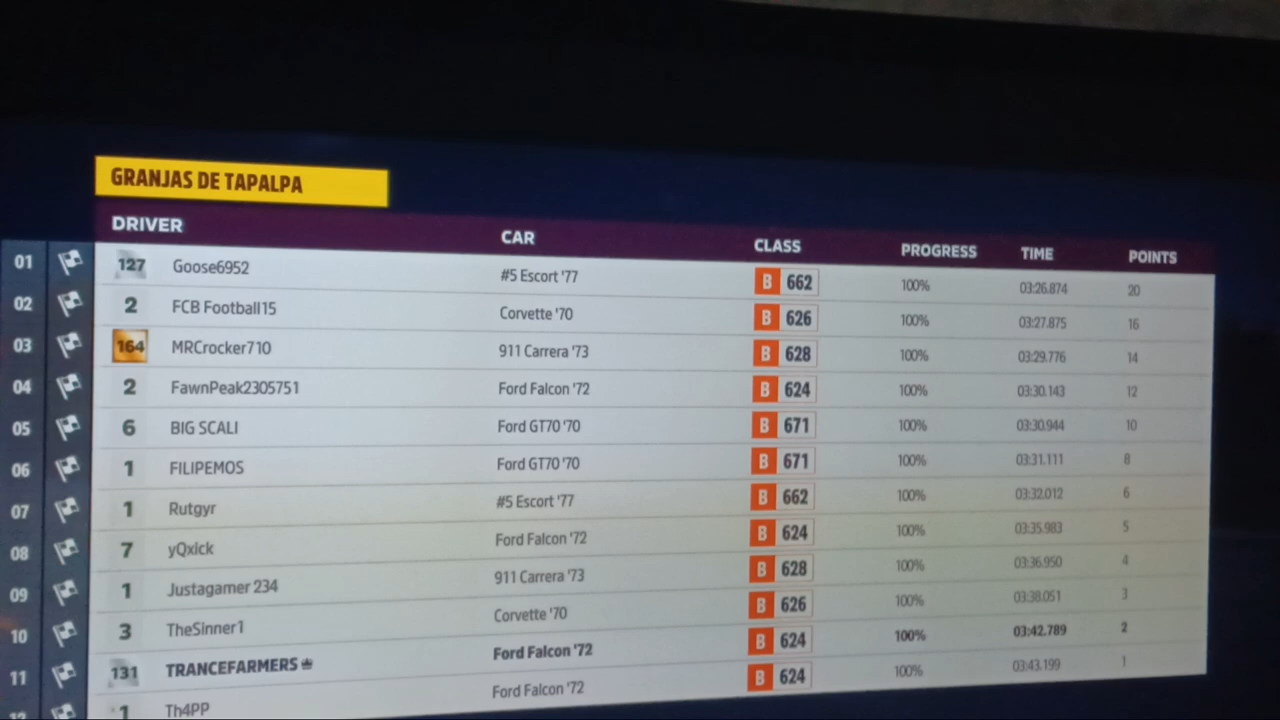 GRANJAS DE TAPALPA
DRIVER CAR CLASS PROGRESS TIME POINTS
01 127 Goose6952 #5 Escort '77 B 662 100% 03:26.874 20
02 2 FCB Football15 Corvette '70 B 626 100% 03:27.875 16
03 164 MRCrocker710 911 Carrera '73 B 628 100% 03:29.776 14
04 2 FawnPeak2305751 Ford Falcon '72 B 624 100% 03:30.143 12
05 6 BIG SCALI Ford GT70 '70 B 671 100% 03:30.944 10
06 1 FILIPEMOS Ford GT70 '70 B 671 100% 03:31.111 8
07 1 Rutgyr #5 Escort '77 B 662 100% 03:32.012 6
08 7 yQxlck Ford Falcon '72 B 624 100% 03:35.983 5
09 1 Justagamer 234 911 Carrera '73 B 628 100% 03:36.950 4
10 3 TheSinner1 Corvette '70 B 626 100% 03:38.051 3
11 131 TRANCEFARMERS Ford Falcon '72 B 624 100% 03:42.789 2
12 1 Th4PP Ford Falcon '72 B 624 100% 03:43.199 1